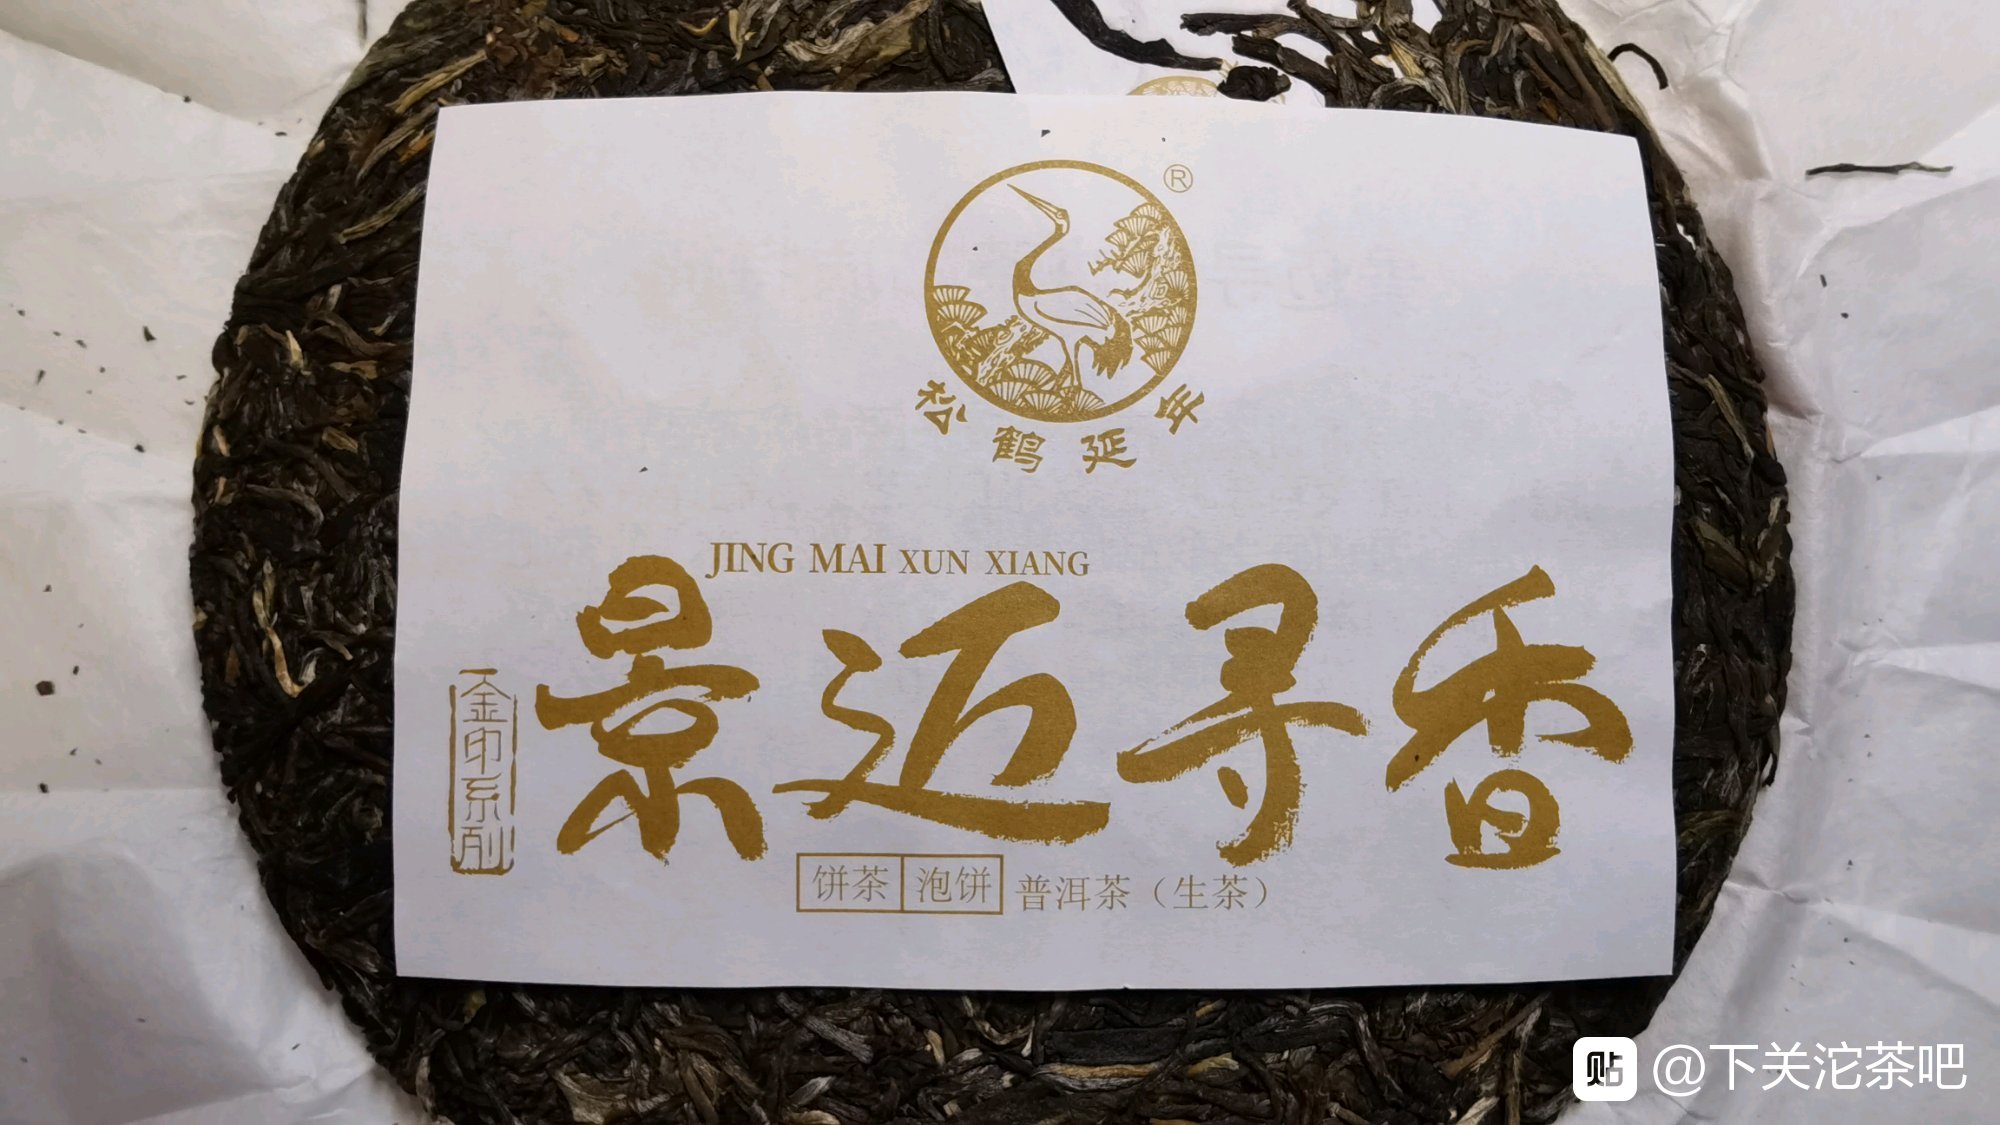 ®
松鹤延年
JING MAI XUN XIANG
景迈寻香
金印系列
饼茶 泡饼 普洱茶（生茶）
贴 @下关沱茶吧